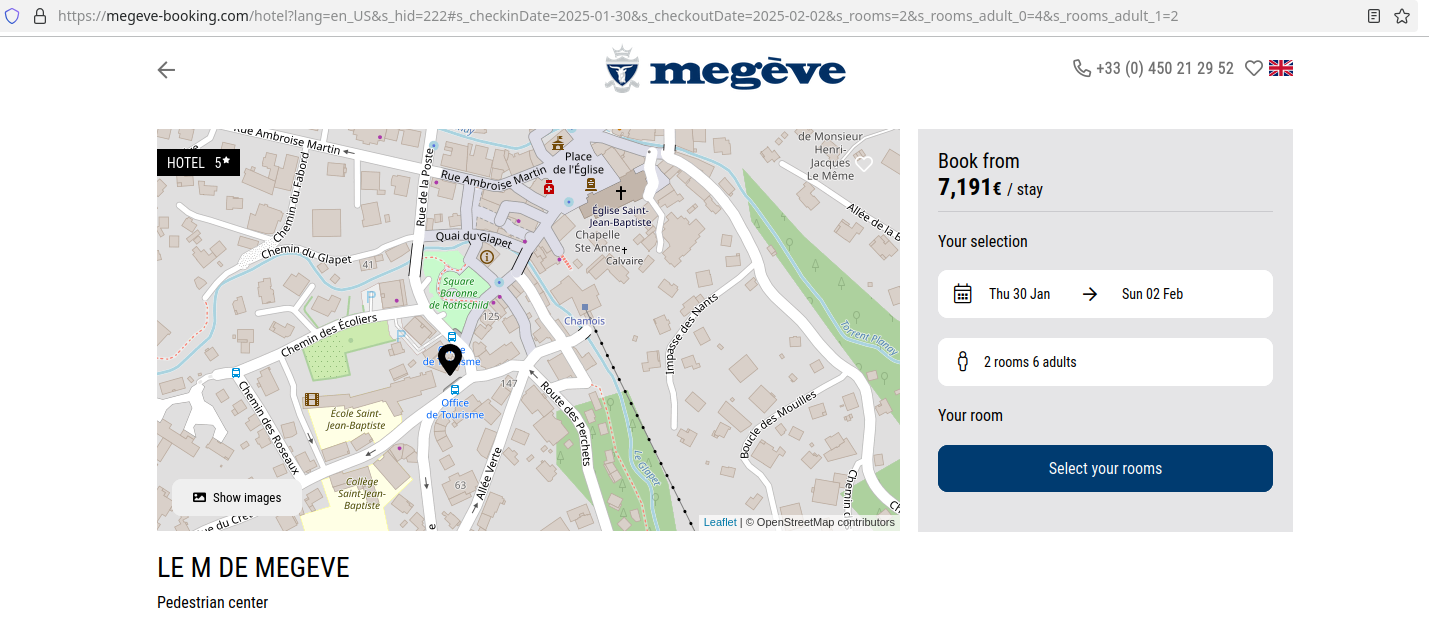 https://megeve-booking.com/hotel?lang=en_US&s_hid=222#s_checkinDate=2025-01-30&s_checkoutDate=2025-02-02&s_rooms=2&s_rooms_adult_0=4&s_rooms_adult_1=2
megève
+33 (0) 450 21 29 52
HOTEL 5★
Rue Ambroise Martin
Chemin du Fabord
Rue de la Poste
Rue Ambroise Martin
Place
de l'Église
de Monsieur
Henri-
Jacques
Le Même
Allée de la B
Église Saint-
Jean-Baptiste
Chapelle
Ste Anne
Calvaire
Quai du Glapet
Chemin du Glapet
41
Square
Baronne
de Rothschild
125
Chamois
Chemin des Écoliers
Impasse des Nants
Torrent Planay
147
Office
de Tourisme
Route des Perchets
Boucle des Mouilles
Chemin des Roseaux
École Saint-
Jean-Baptiste
Allée Verte
Le Glapet
63
Collège
Saint-Jean-
Baptiste
Chemin d
Show images
Leaflet | © OpenStreetMap contributors
Book from
7,191€ / stay
Your selection
Thu 30 Jan → Sun 02 Feb
2 rooms 6 adults
Your room
Select your rooms
LE M DE MEGEVE
Pedestrian center